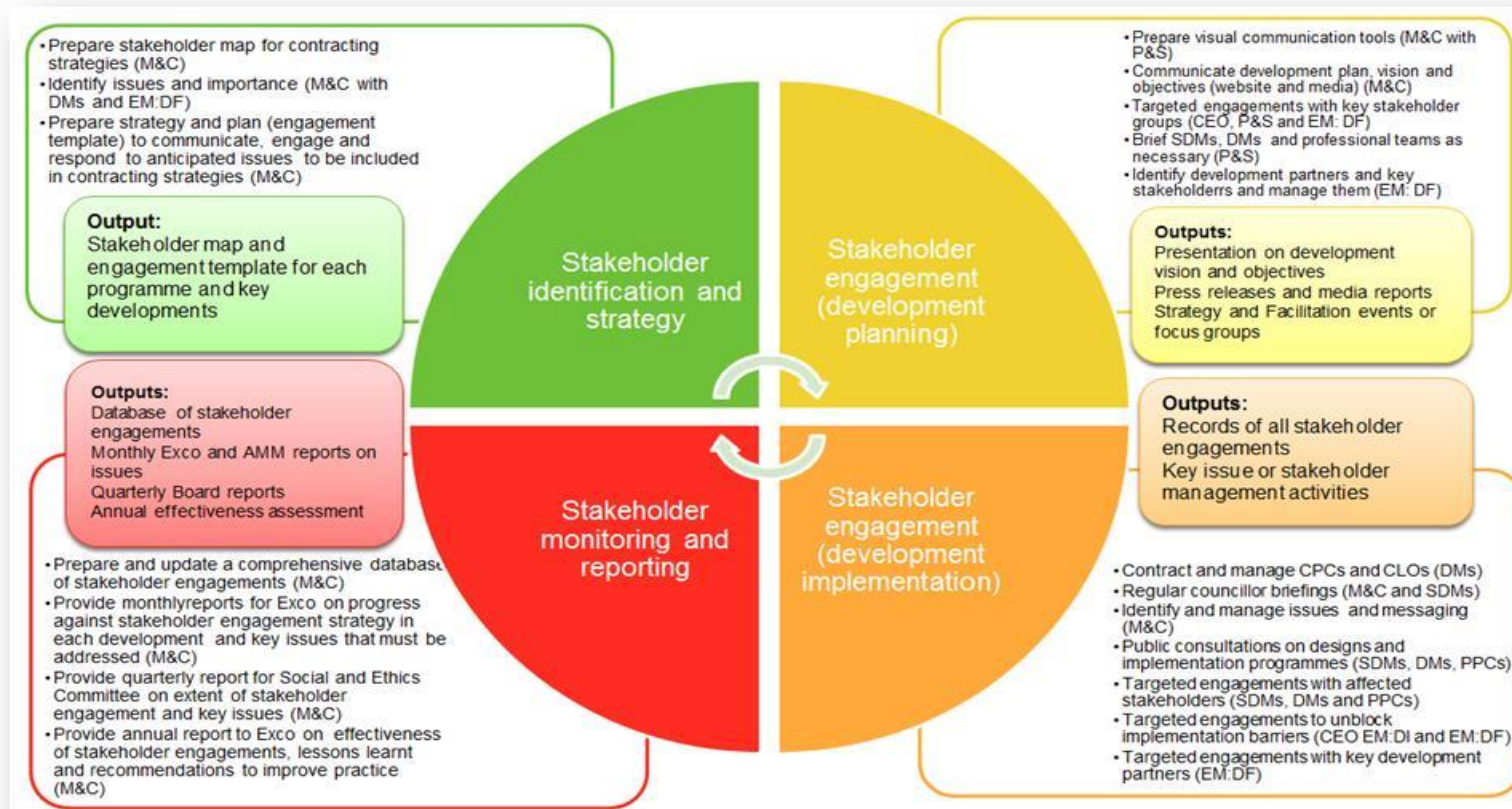 • Prepare stakeholder map for contracting
strategies (M&C)
• Identify issues and importance (M&C with
DMs and EM:DF)
• Prepare strategy and plan (engagement
template) to communicate, engage and
respond to anticipated issues to be included
in contracting strategies (M&C)
Output:
Stakeholder map and
engagement template for each
programme and key
developments
Stakeholder
identification and
strategy
• Prepare visual communication tools (M&C with
P&S)
• Communicate development plan, vision and
objectives (website and media) (M&C)
• Targeted engagements with key stakeholder
groups (CEO, P&S and EM: DF)
• Brief SDMs, DMs and professional teams as
necessary (P&S)
• Identify development partners and key
stakeholderrs and manage them (EM: DF)
Outputs:
Presentation on development
vision and objectives
Press releases and media reports
Strategy and Facilitation events or
focus groups
Stakeholder
engagement
(development
planning)
Outputs:
Database of stakeholder
engagements
Monthly Exco and AMM reports on
issues
Quarterly Board reports
Annual effectiveness assessment
• Prepare and update a comprehensive database
of stakeholder engagements (M&C)
• Provide monthlyreports for Exco on progress
against stakeholder engagement strategy in
each development and key issues that must be
addressed (M&C)
• Provide quarterly report for Social and Ethics
Committee on extent of stakeholder
engagement and key issues (M&C)
• Provide annual report to Exco on effectiveness
of stakeholder engagements, lessons learnt
and recommendations to improve practice
(M&C)
Stakeholder
monitoring and
reporting
Stakeholder
engagement
(development
implementation)
Outputs:
Records of all stakeholder
engagements
Key issue or stakeholder
management activities
• Contract and manage CPCs and CLOs (DMs)
• Regular councillor briefings (M&C and SDMs)
• Identify and manage issues and messaging
(M&C)
• Public consultations on designs and
implementation programmes (SDMs, DMs, PPCs)
• Targeted engagements with affected
stakeholders (SDMs, DMs and PPCs)
• Targeted engagements to unblock
implementation barriers (CEO EM:DI and EM:DF)
• Targeted engagements with key development
partners (EM:DF)